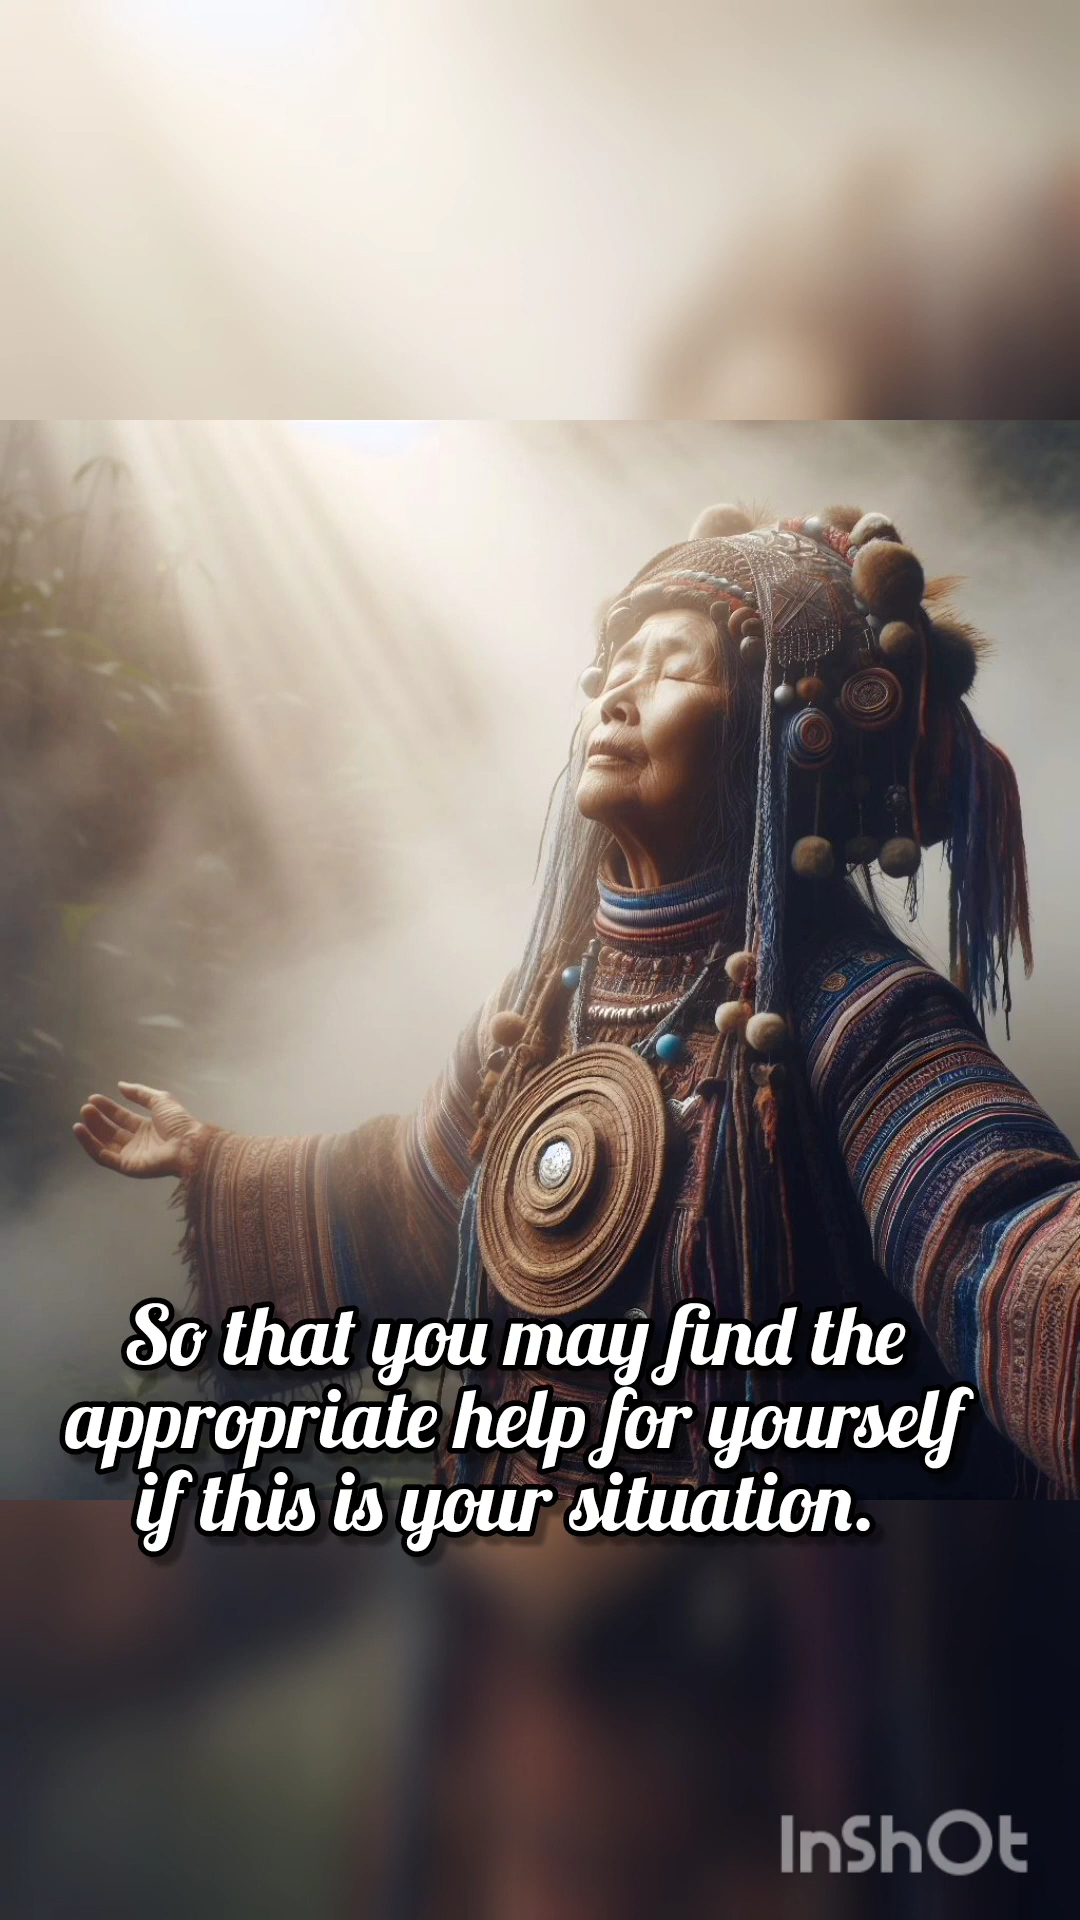 So that you may find the
appropriate help for yourself
if this is your situation.
InShOt